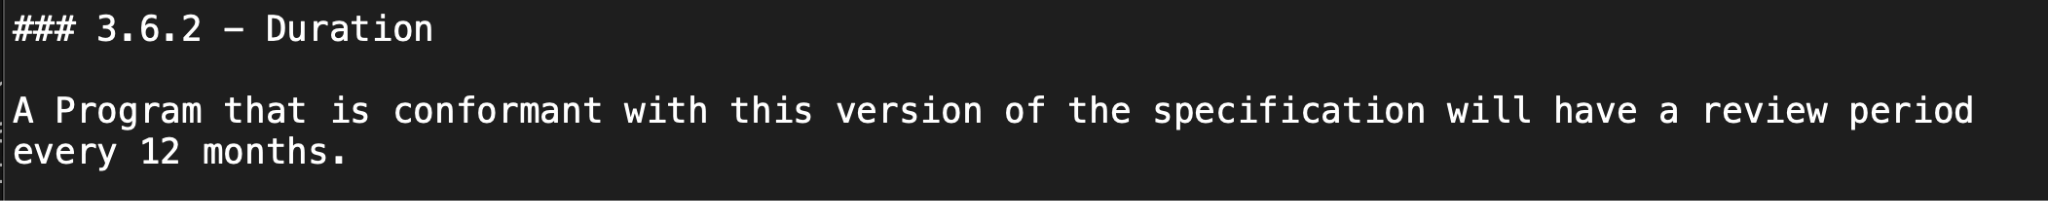 ### 3.6.2 - Duration
A Program that is conformant with this version of the specification will have a review period
every 12 months.